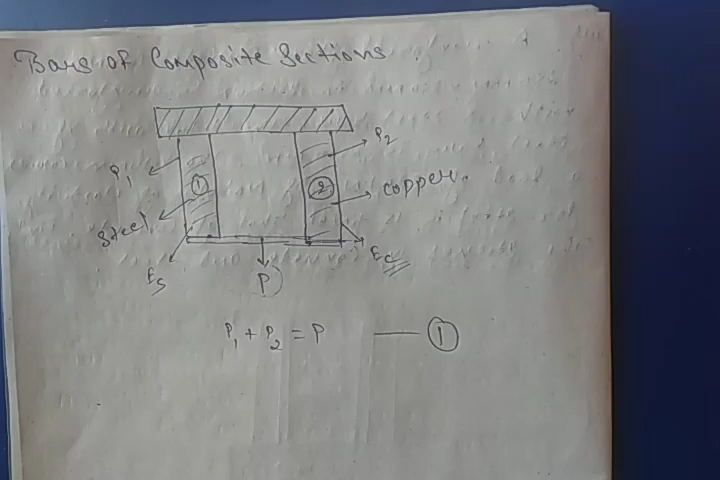 Bars of Composite Sections
P1
P2
①
②
copper.
steel
Es
Ec
P
P1 + P2 = P —— ①